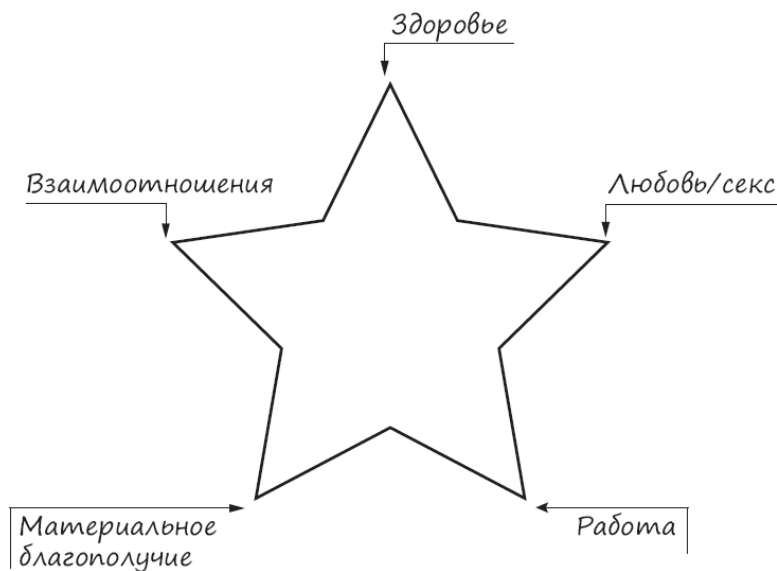 Здоровье
Взаимоотношения
Любовь/секс
Материальное
благополучие
Работа